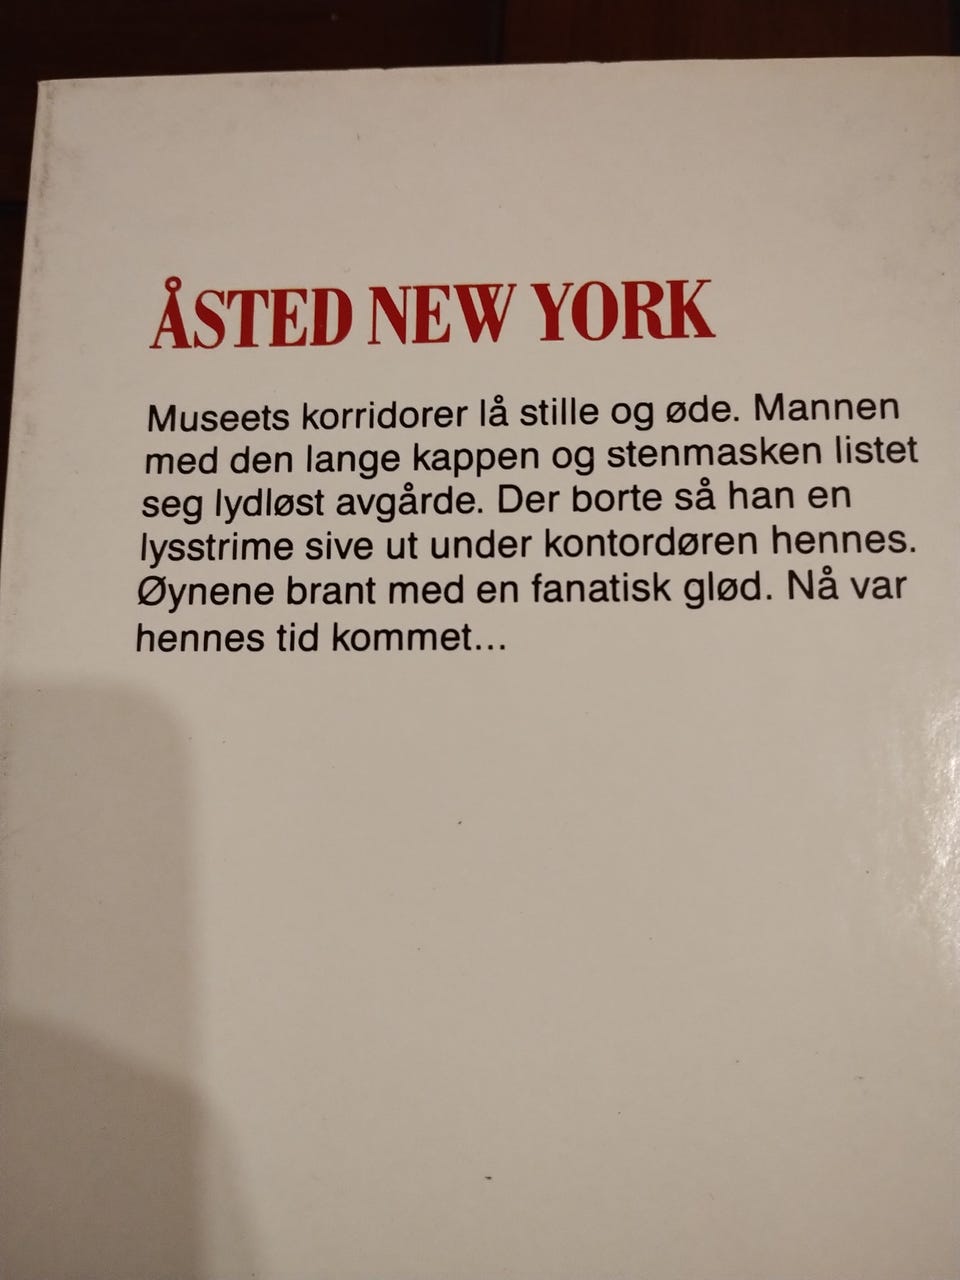 ÅSTED NEW YORK
Museets korridorer lå stille og øde. Mannen
med den lange kappen og stenmasken listet
seg lydløst avgårde. Der borte så han en
lysstrime sive ut under kontordøren hennes.
Øynene brant med en fanatisk glød. Nå var
hennes tid kommet...